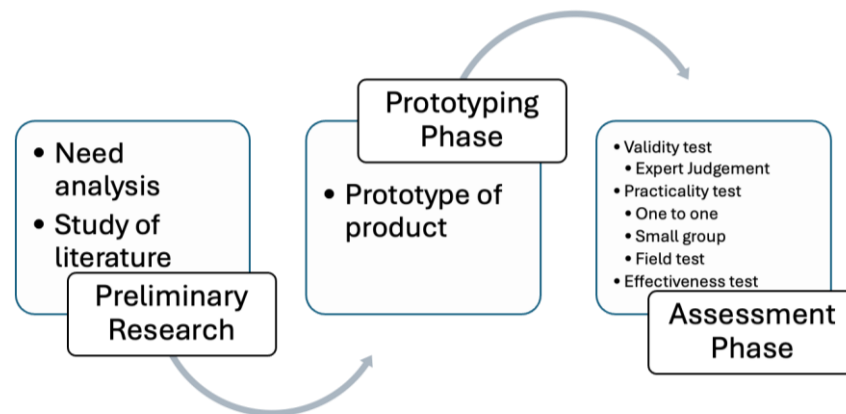 • Need
analysis
• Study of
literature
Preliminary
Research
Prototyping
Phase
• Prototype of
product
• Validity test
• Expert Judgement
• Practicality test
• One to one
• Small group
• Field test
• Effectiveness test
Assessment
Phase